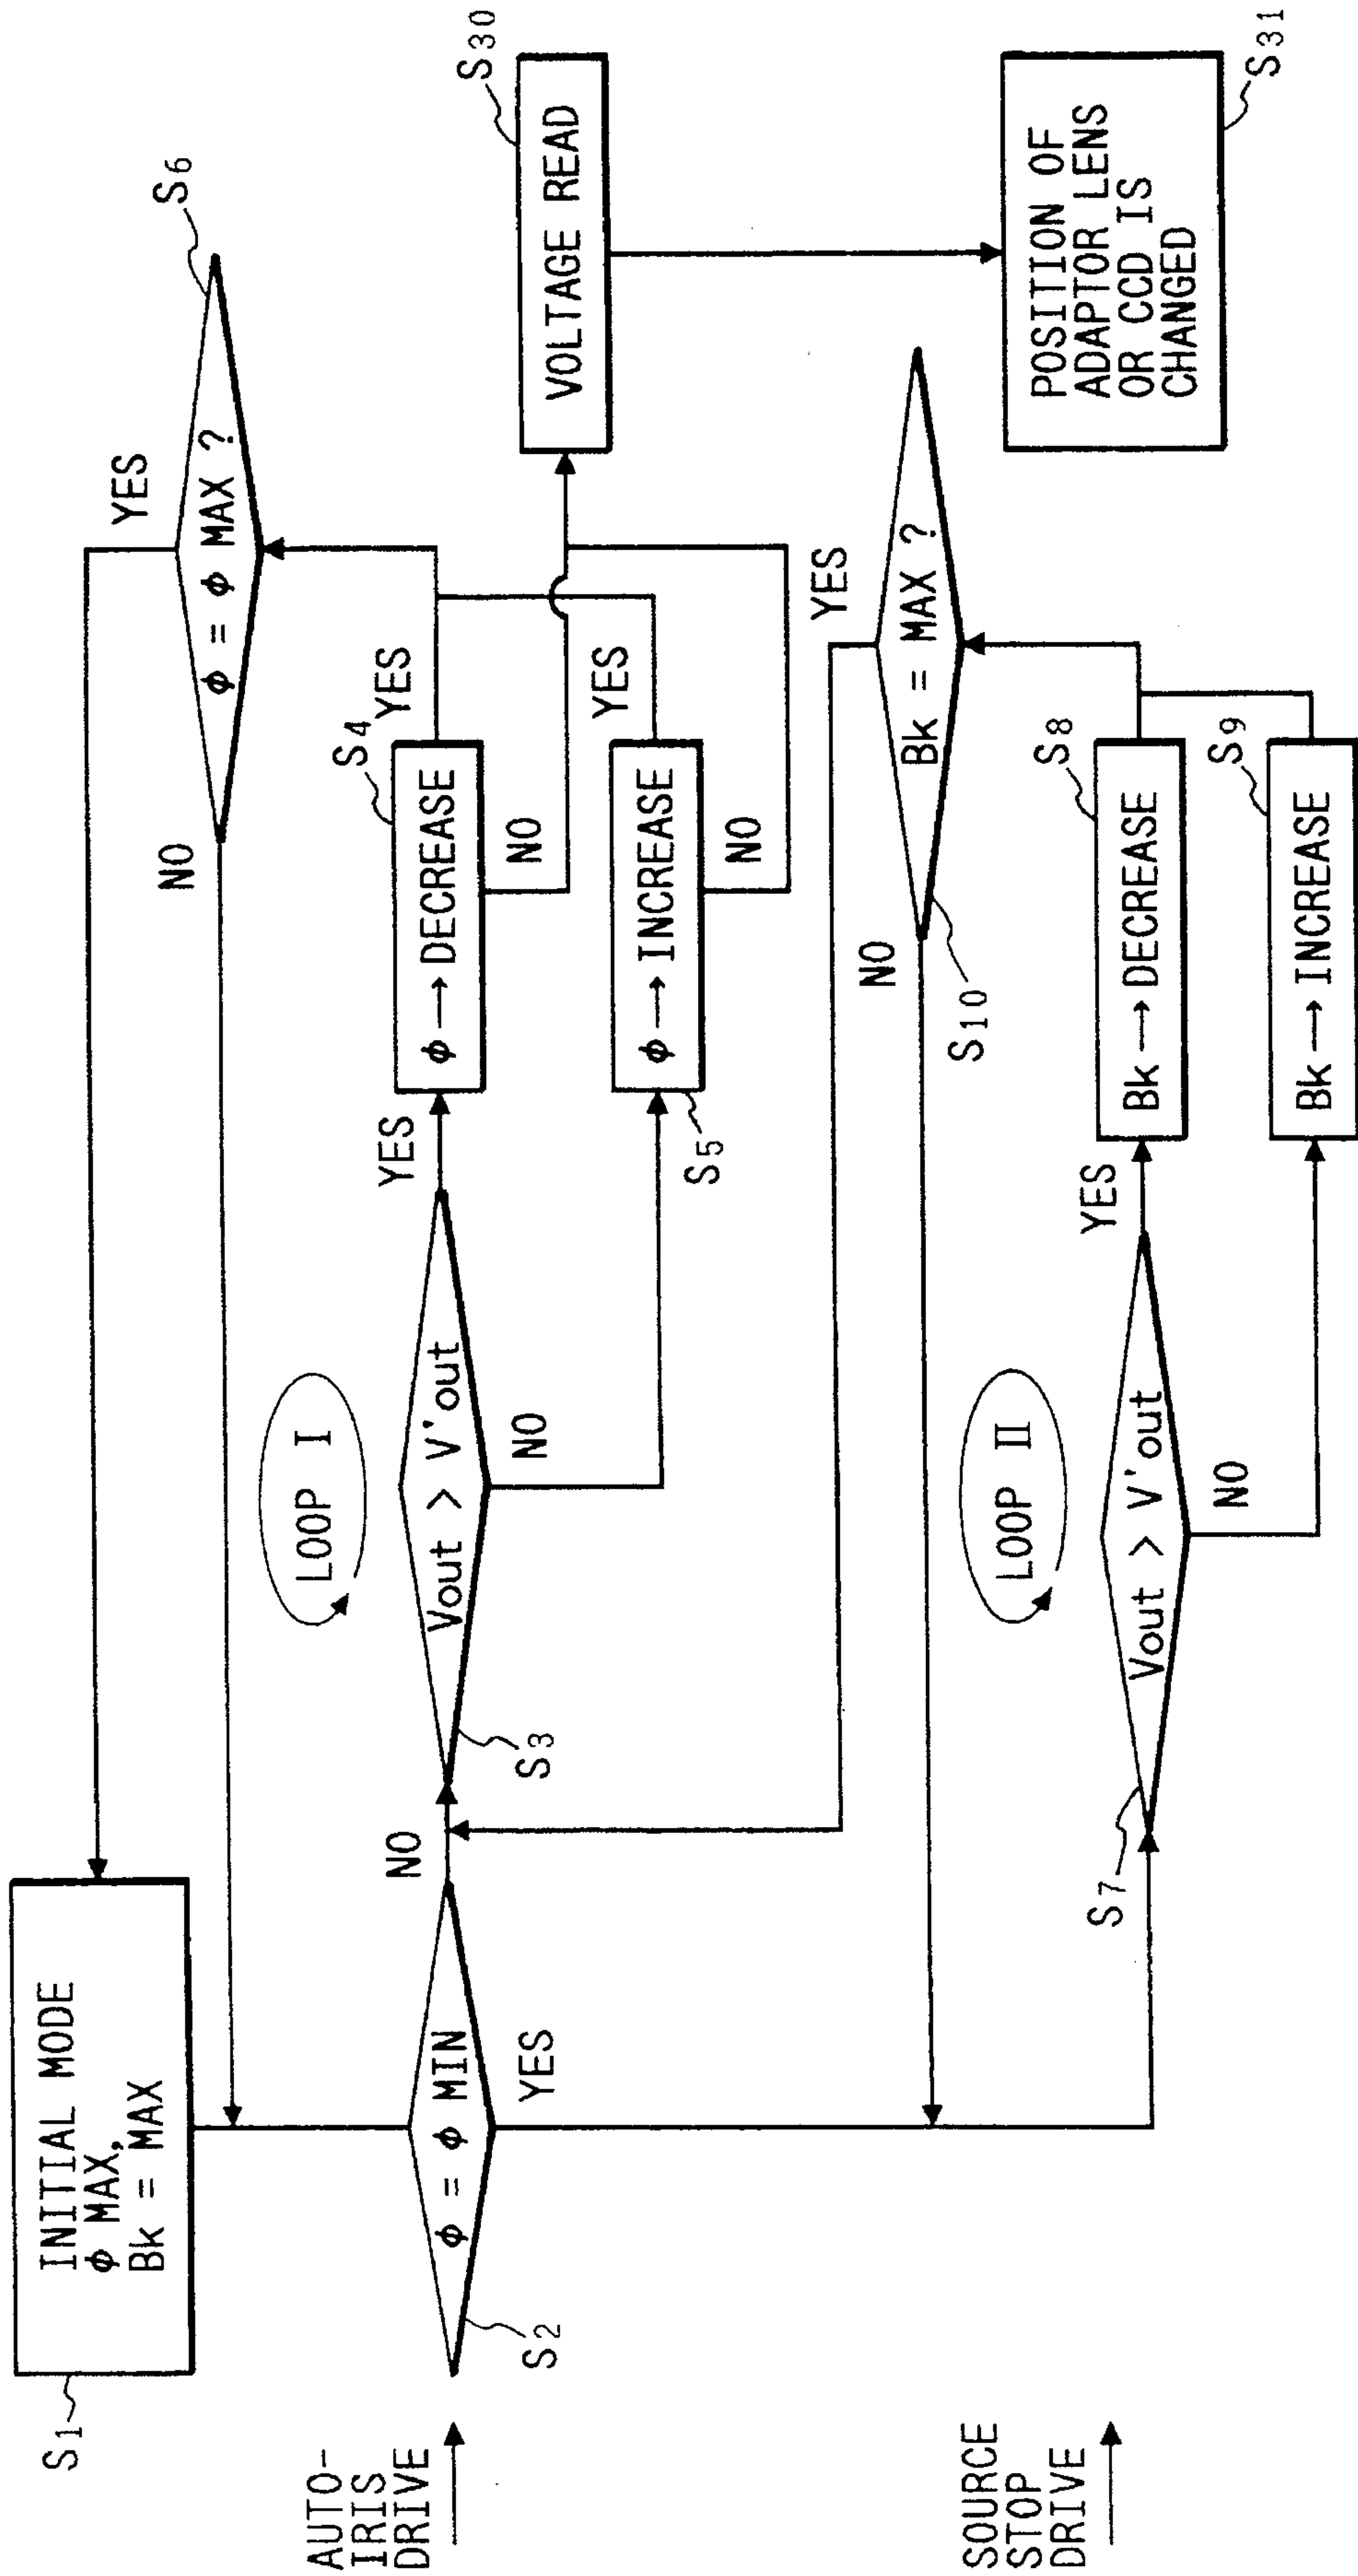 S1
INITIAL MODE
φ MAX,
Bk = MAX
AUTO-
IRIS
DRIVE
S2
φ = φ MIN
NO
YES
S3
Vout > V'out
YES
NO
LOOP I
S4
φ → DECREASE
YES
NO
S5
φ → INCREASE
YES
NO
S6
φ = φ MAX ?
YES
NO
S30
VOLTAGE READ
S31
POSITION OF
ADAPTOR LENS
OR CCD IS
CHANGED
SOURCE
STOP
DRIVE
S7
Vout > V'out
YES
NO
LOOP II
S8
Bk → DECREASE
S9
Bk → INCREASE
S10
Bk = MAX ?
YES
NO